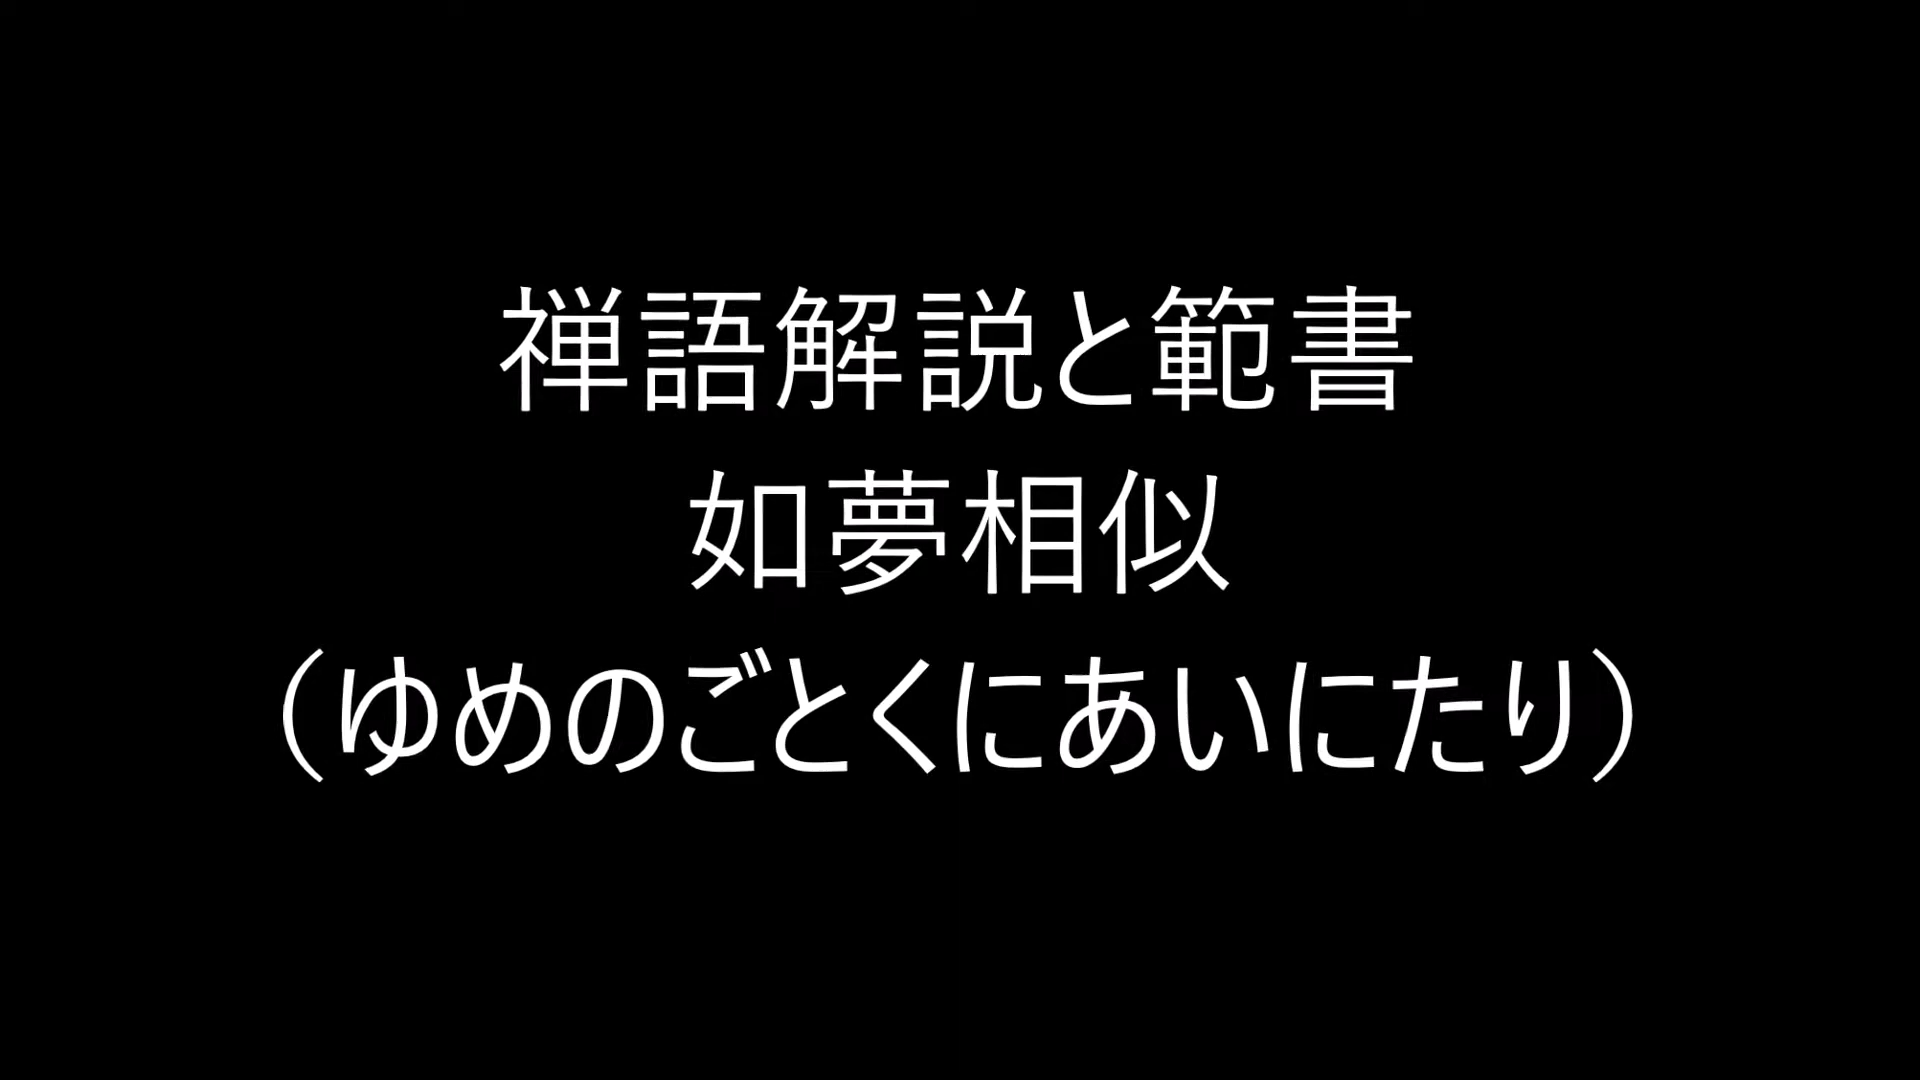 禅語解説と範書
如夢相似
（ゆめのごとくにあいにたり）